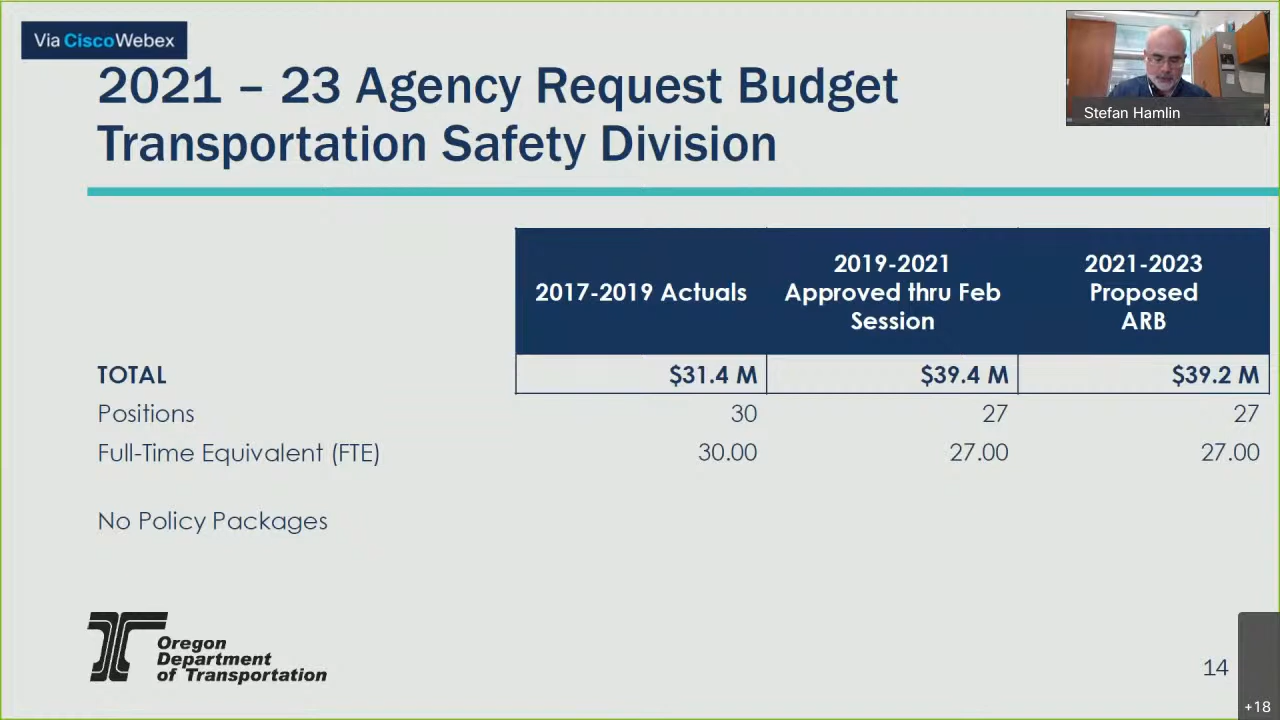 Via CiscoWebex
Stefan Hamlin
2021 – 23 Agency Request Budget
Transportation Safety Division
2017-2019 Actuals
2019-2021
Approved thru Feb
Session
2021-2023
Proposed
ARB
TOTAL $31.4 M $39.4 M $39.2 M
Positions 30 27 27
Full-Time Equivalent (FTE) 30.00 27.00 27.00
No Policy Packages
Oregon
Department
of Transportation
14
+18